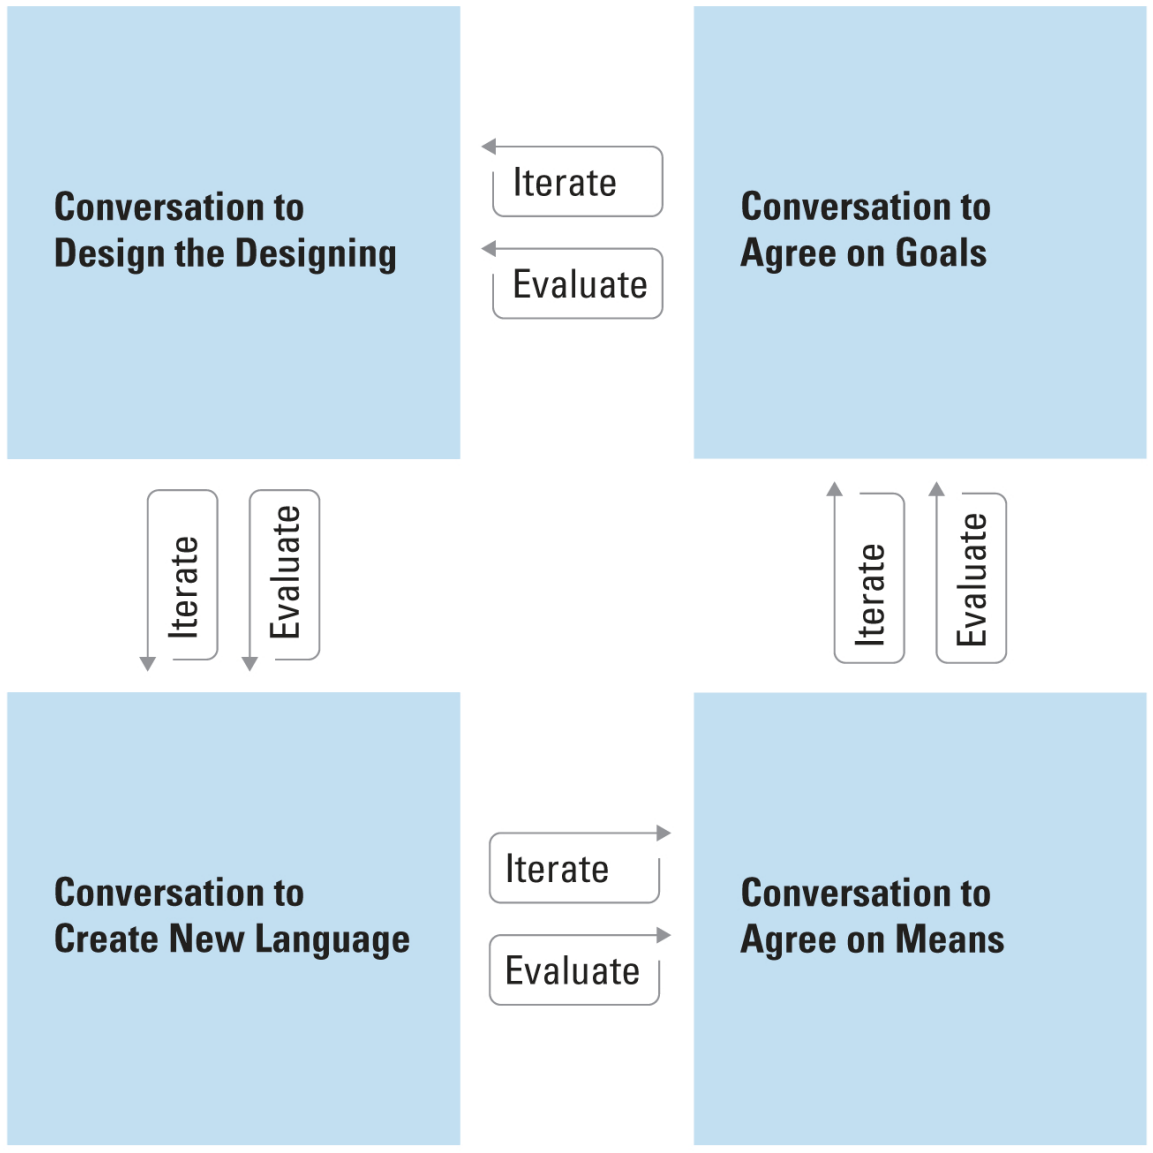 Conversation to
Design the Designing
Iterate
Evaluate
Conversation to
Agree on Goals
Iterate
Evaluate
Iterate
Evaluate
Conversation to
Create New Language
Iterate
Evaluate
Conversation to
Agree on Means